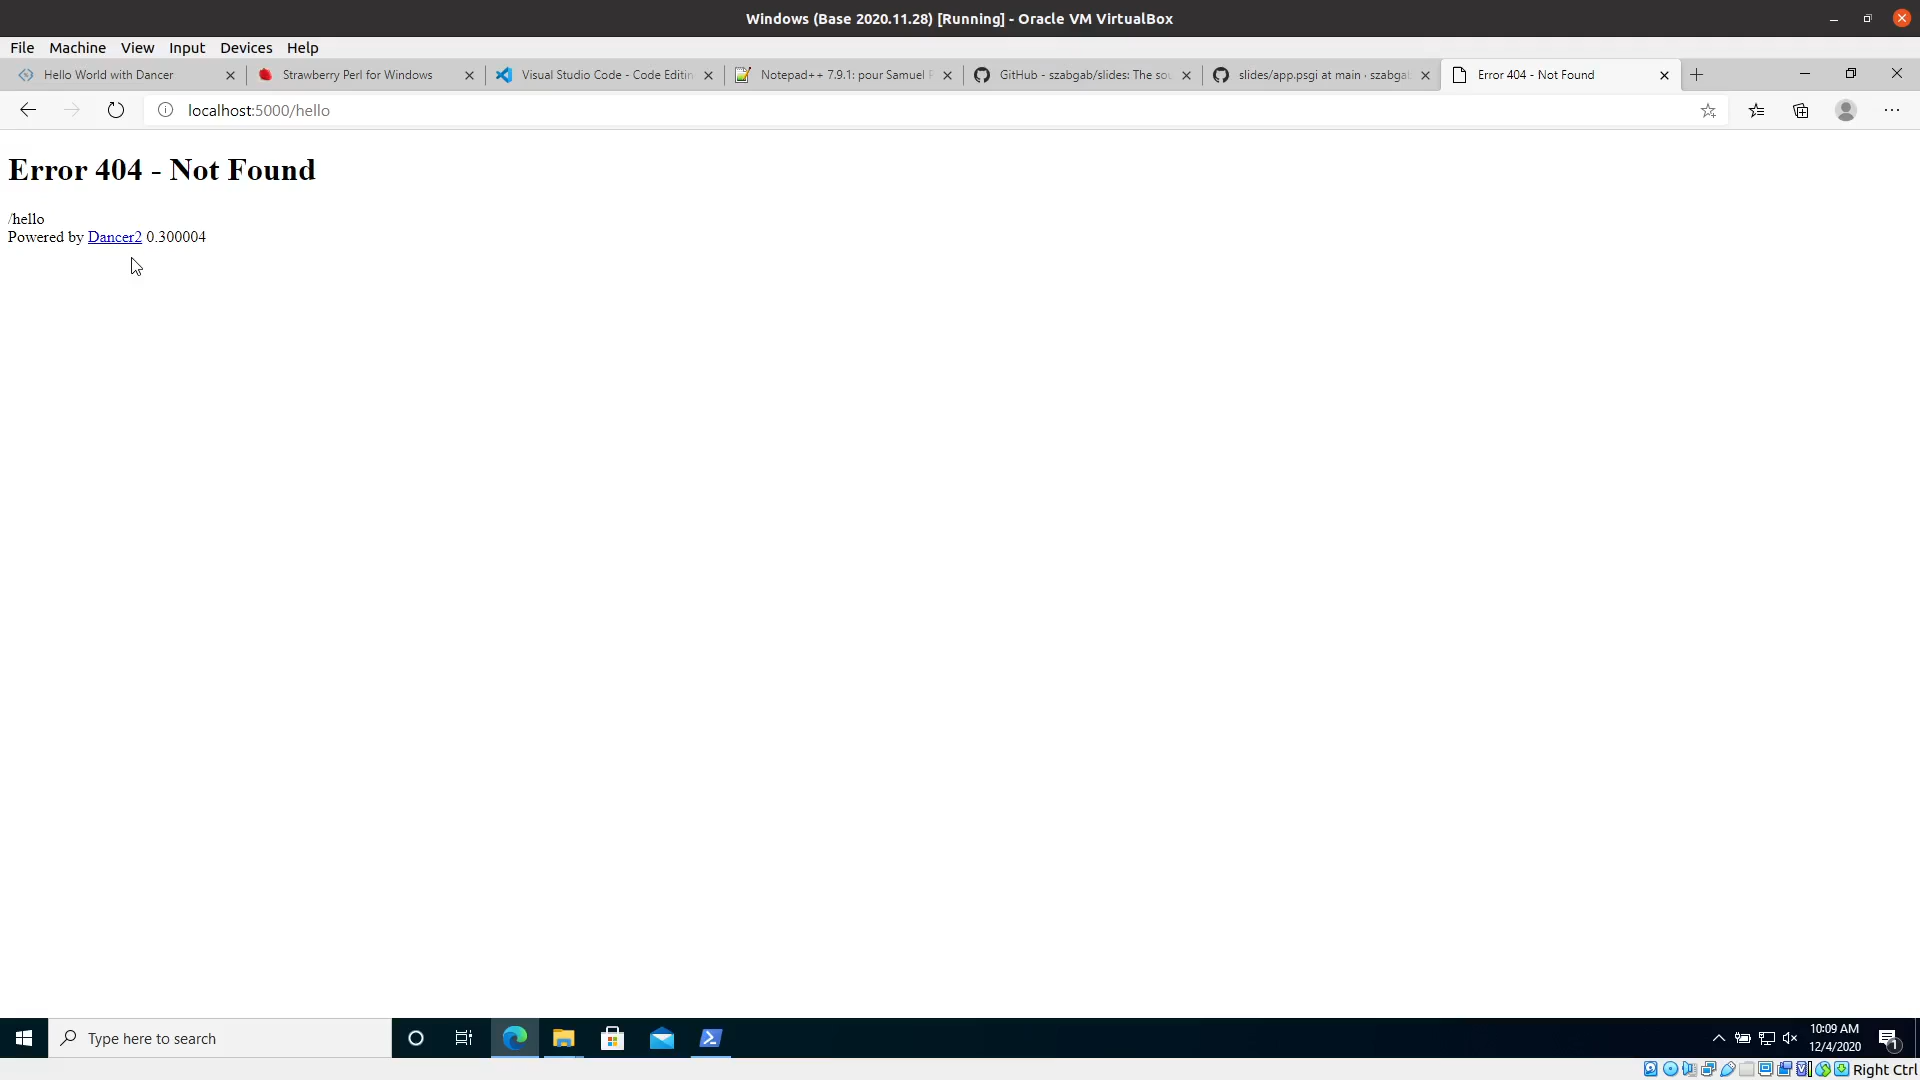 Windows (Base 2020.11.28) [Running] - Oracle VM VirtualBox
File Machine View Input Devices Help
Hello World with Dancer
Strawberry Perl for Windows
Visual Studio Code - Code Editin
Notepad++ 7.9.1: pour Samuel
GitHub - szabgab/slides: The sou
slides/app.psgi at main · szabgab
Error 404 - Not Found
localhost:5000/hello
Error 404 - Not Found
/hello
Powered by Dancer2 0.300004
Type here to search
10:09 AM
12/4/2020
1
Right Ctrl